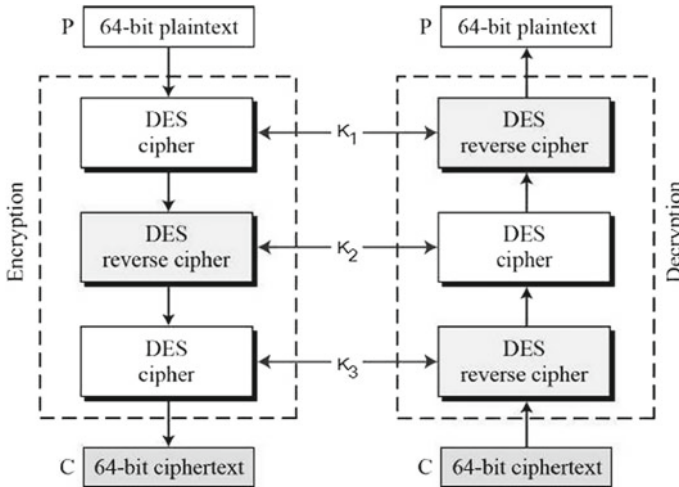 P 64-bit plaintext
P 64-bit plaintext
Encryption
DES
cipher
K1
DES
reverse cipher
DES
reverse cipher
K2
DES
cipher
DES
cipher
K3
DES
reverse cipher
Decryption
C 64-bit ciphertext
C 64-bit ciphertext